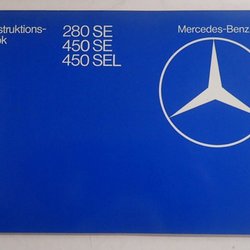 struktions-
ok
280 SE
450 SE
450 SEL
Mercedes-Benz